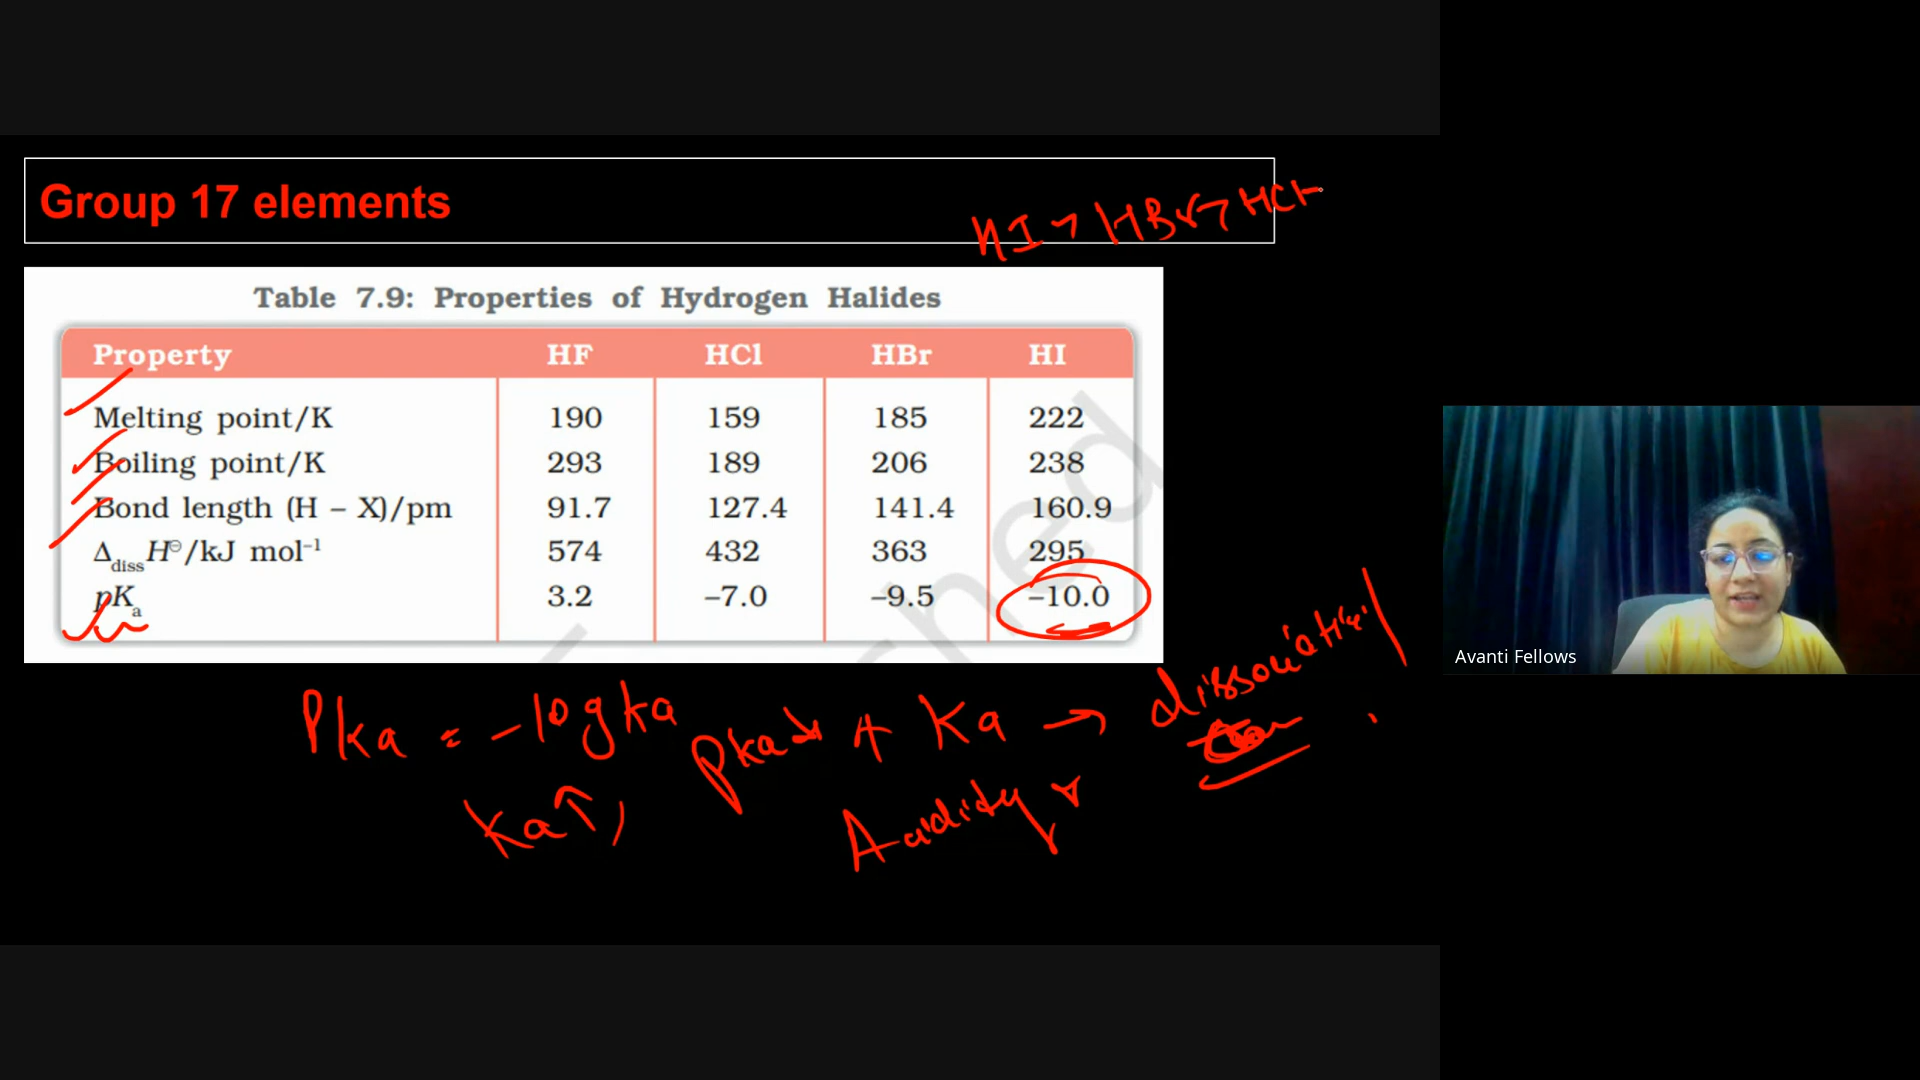 Group 17 elements
HI > HBr > HCl
Table 7.9: Properties of Hydrogen Halides
Property HF HCl HBr HI
Melting point/K 190 159 185 222
Boiling point/K 293 189 206 238
Bond length (H – X)/pm 91.7 127.4 141.4 160.9
ΔdissH⊖/kJ mol⁻¹ 574 432 363 295
pKa 3.2 –7.0 –9.5 –10.0
shed
Avanti Fellows
Pka = -log ka
pka↓ Ka → dissociation
Ka↑,
Acidity